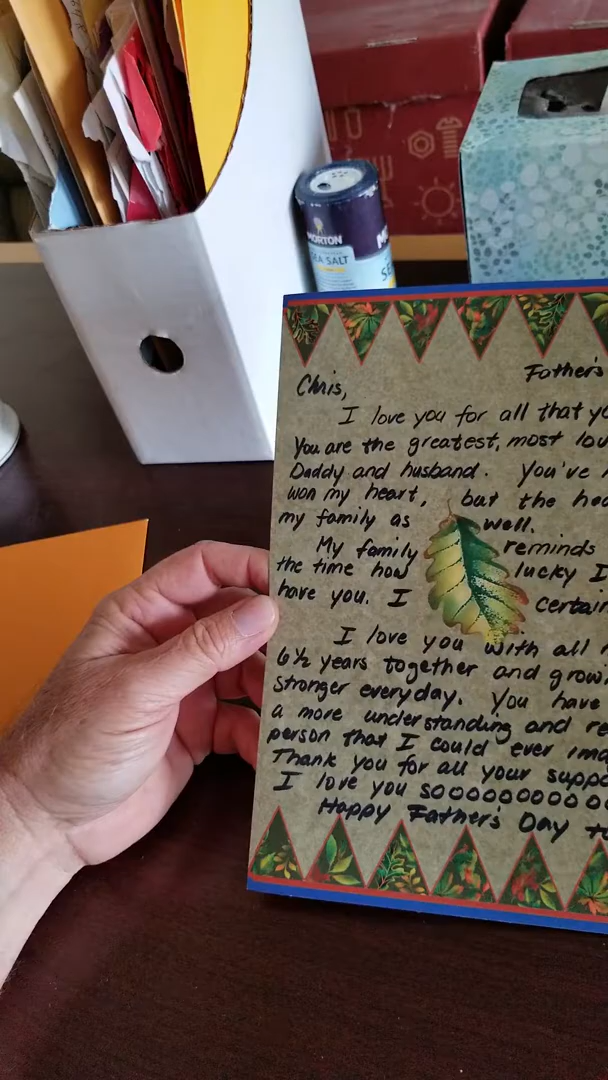 MORTON
SEA SALT
Chris,
Father's
I love you for all that
You are the greatest, most
Daddy and husband. You've
won my heart, but the
my family as well.
My family reminds
the time how lucky I
have you. I
I love you with all
6½ years together and
stronger everyday. You have
a more understanding and
person that I could ever
Thank you for all your
I love you sooooooooooo
Happy Father's Day